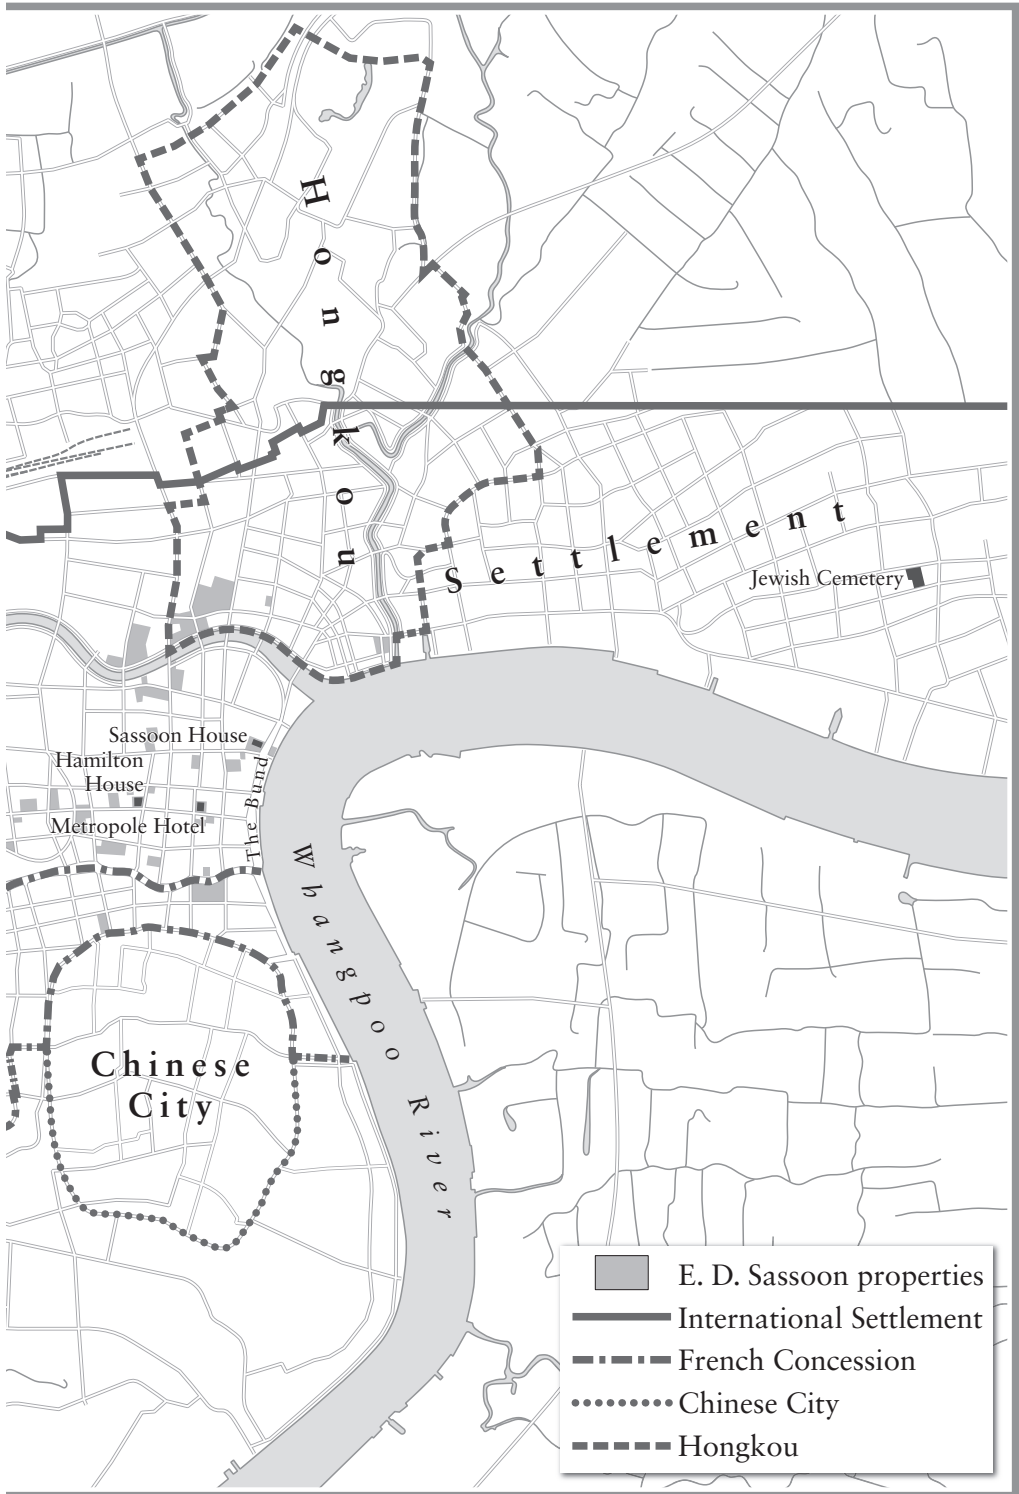 Hongkou
Settlement
Jewish Cemetery
Sassoon House
Hamilton
House
The Bund
Metropole Hotel
Whangpoo River
Chinese
City
E. D. Sassoon properties
International Settlement
French Concession
Chinese City
Hongkou